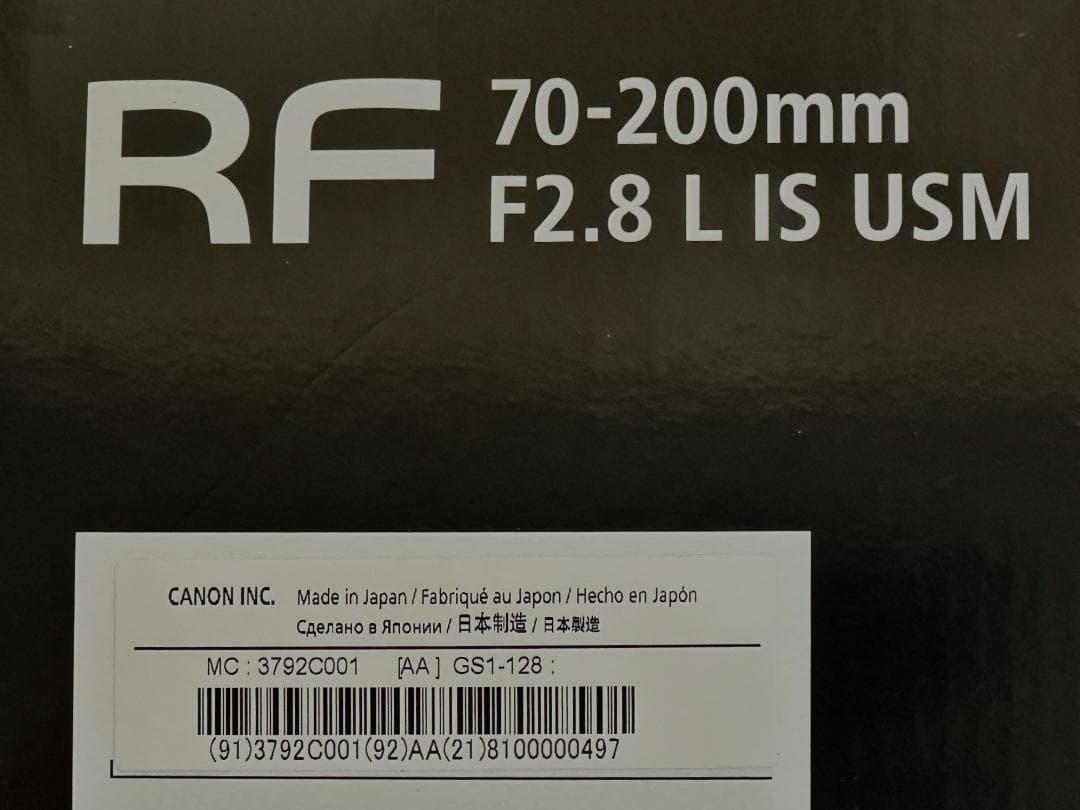 RF 70-200mm
F2.8 L IS USM
CANON INC. Made in Japan / Fabriqué au Japon / Hecho en Japón
Сделано в Японии / 日本制造 / 日本製造
MC : 3792C001 [AA] GS1-128 :
(91)3792C001(92)AA(21)8100000497